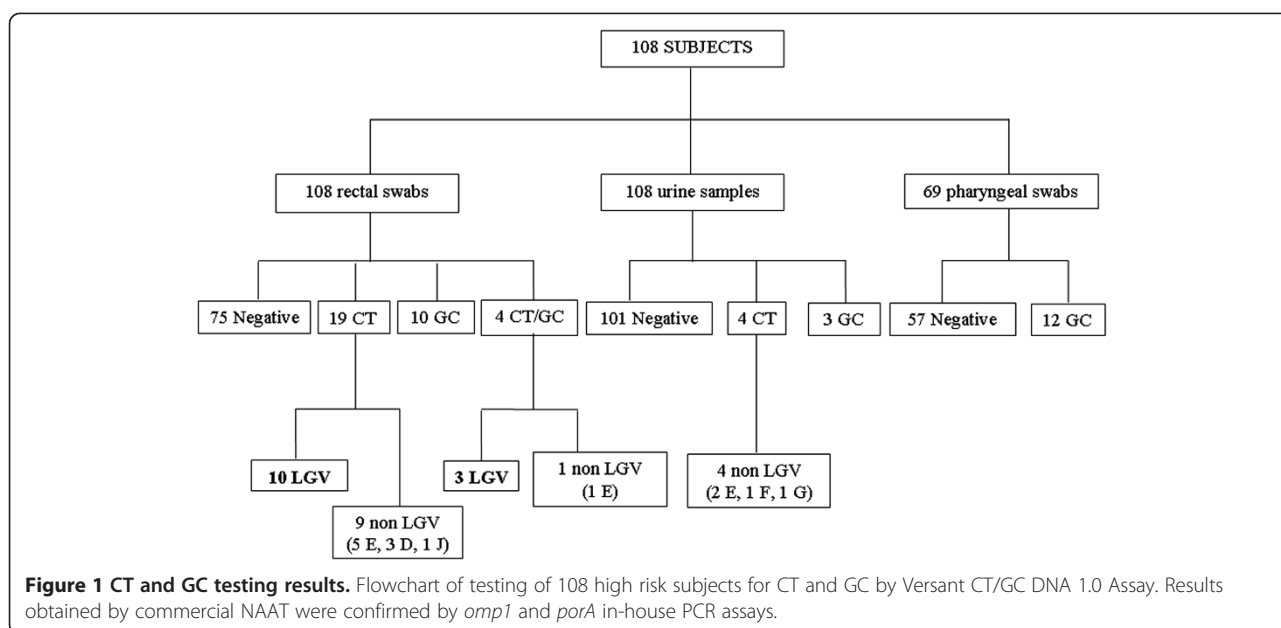 108 SUBJECTS
108 rectal swabs
108 urine samples
69 pharyngeal swabs
75 Negative
19 CT
10 GC
4 CT/GC
101 Negative
4 CT
3 GC
57 Negative
12 GC
10 LGV
9 non LGV
(5 E, 3 D, 1 J)
3 LGV
1 non LGV
(1 E)
4 non LGV
(2 E, 1 F, 1 G)
Figure 1 CT and GC testing results. Flowchart of testing of 108 high risk subjects for CT and GC by Versant CT/GC DNA 1.0 Assay. Results
obtained by commercial NAAT were confirmed by omp1 and porA in-house PCR assays.